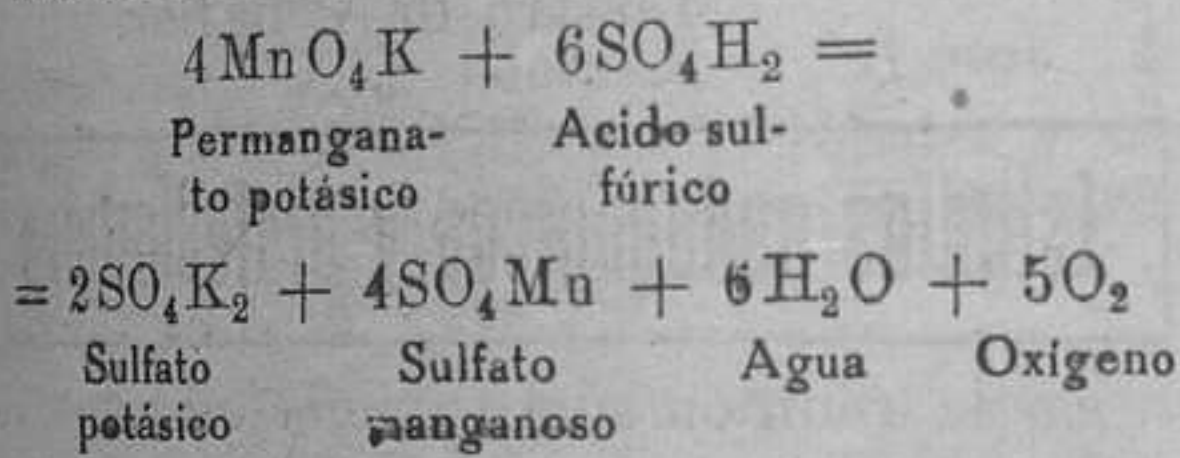 4MnO₄K + 6SO₄H₂ =
Permangana- Acido sul-
to potásico fúrico
= 2SO₄K₂ + 4SO₄Mn + 6H₂O + 5O₂
Sulfato Sulfato Agua Oxígeno
potásico manganoso